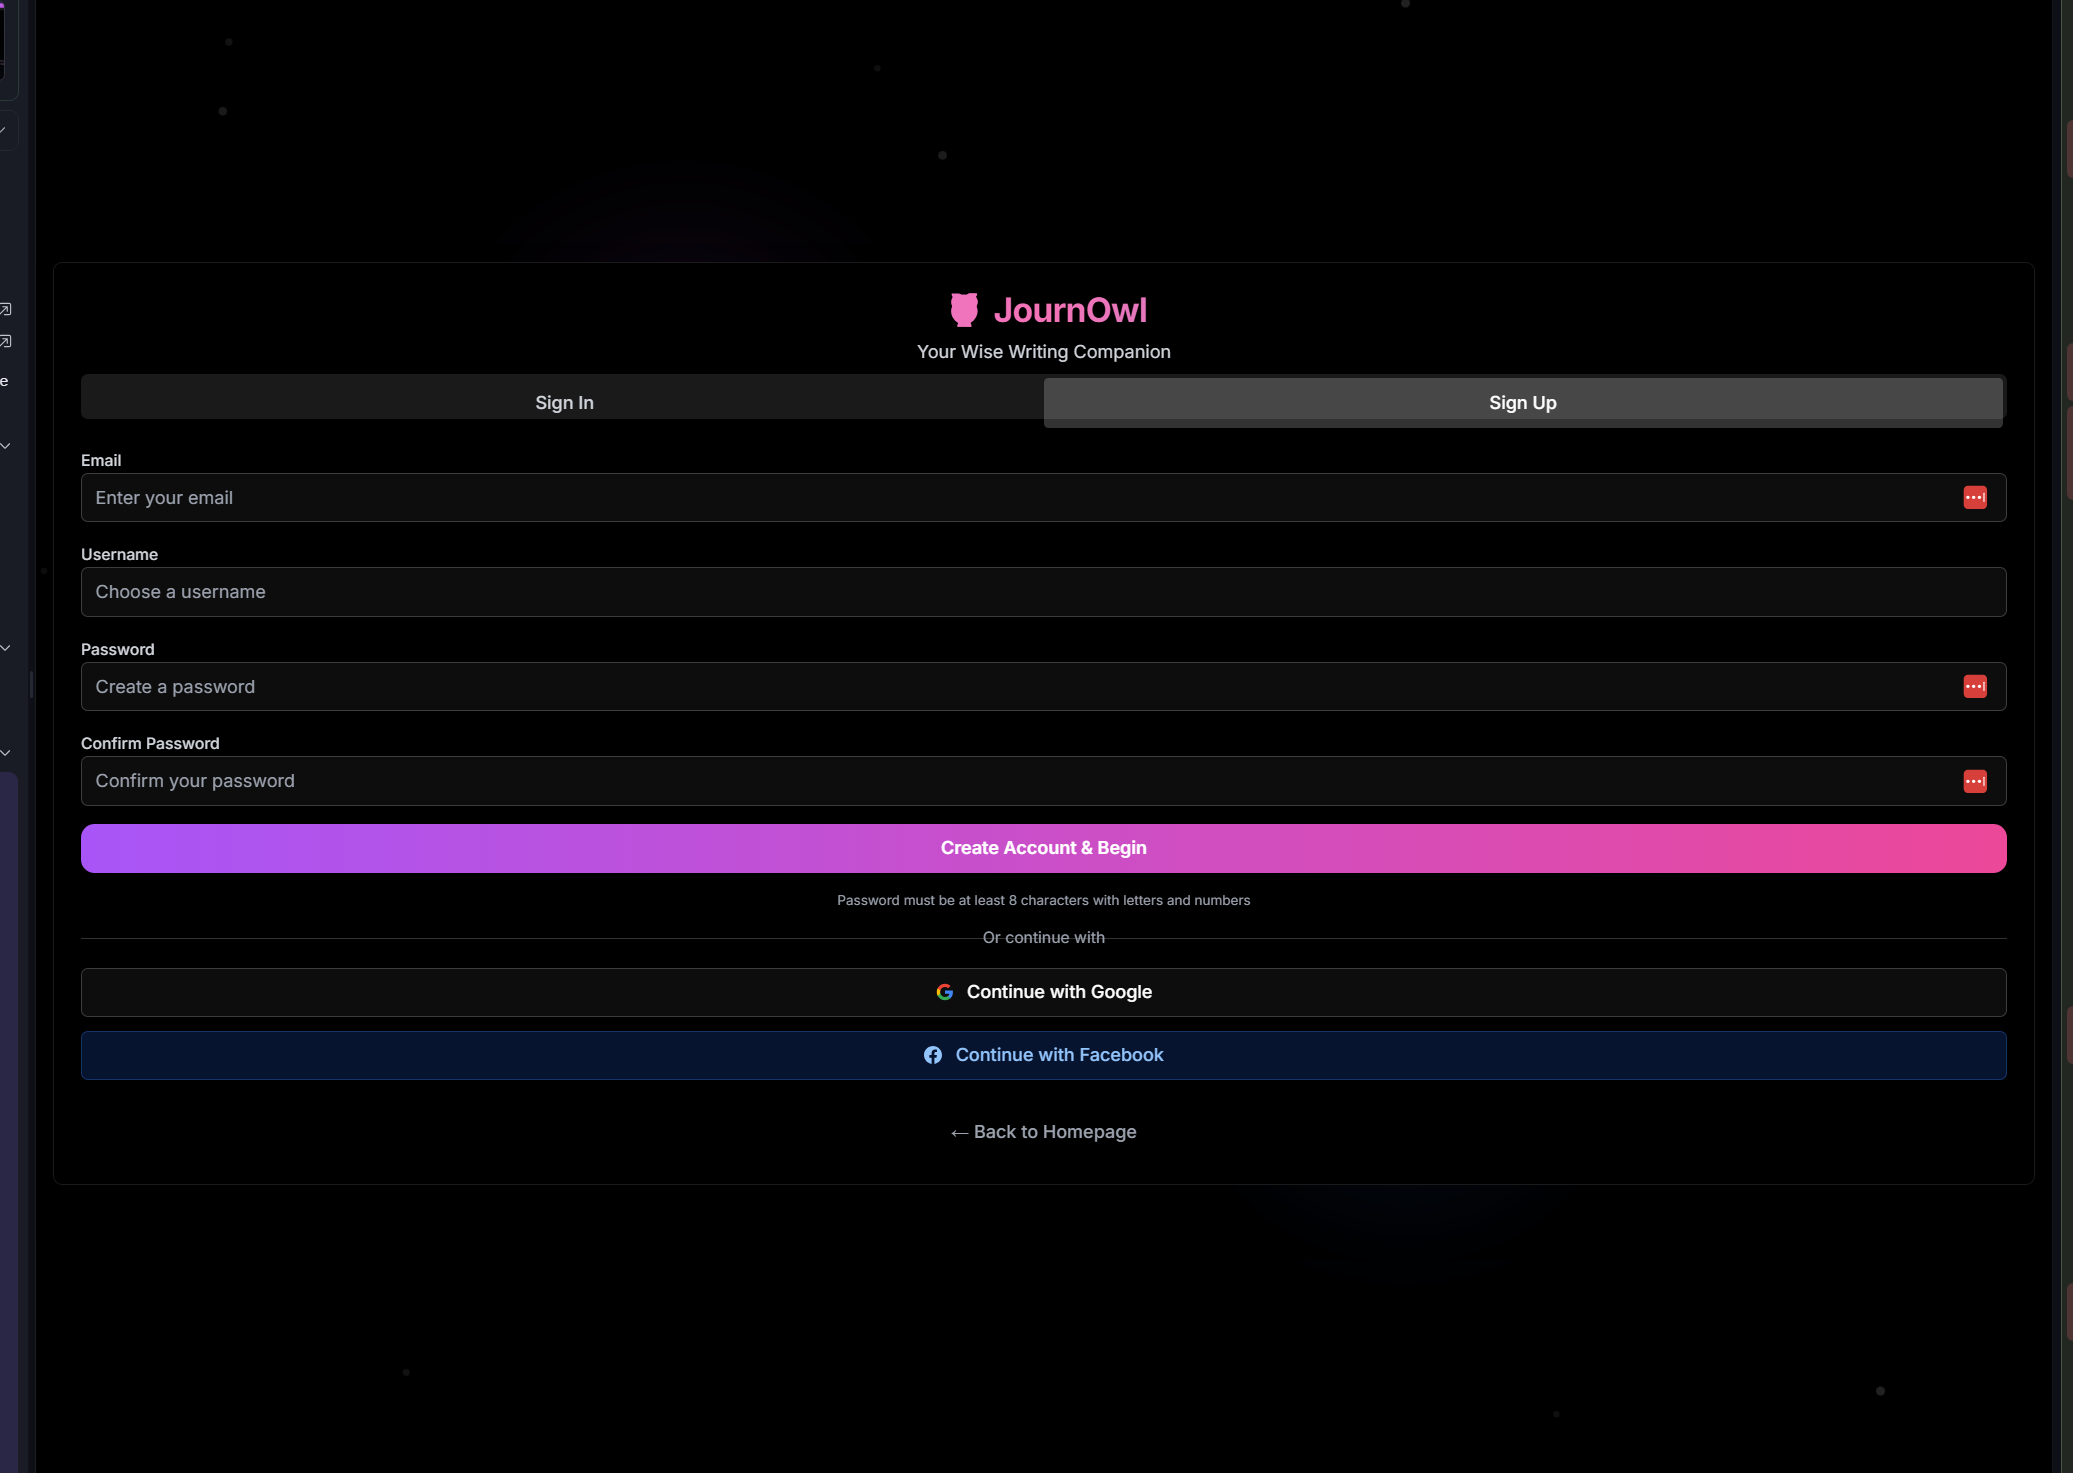 JournOwl
Your Wise Writing Companion
Sign In
Sign Up
Email
Enter your email
Username
Choose a username
Password
Create a password
Confirm Password
Confirm your password
Create Account & Begin
Password must be at least 8 characters with letters and numbers
Or continue with
Continue with Google
Continue with Facebook
← Back to Homepage
e